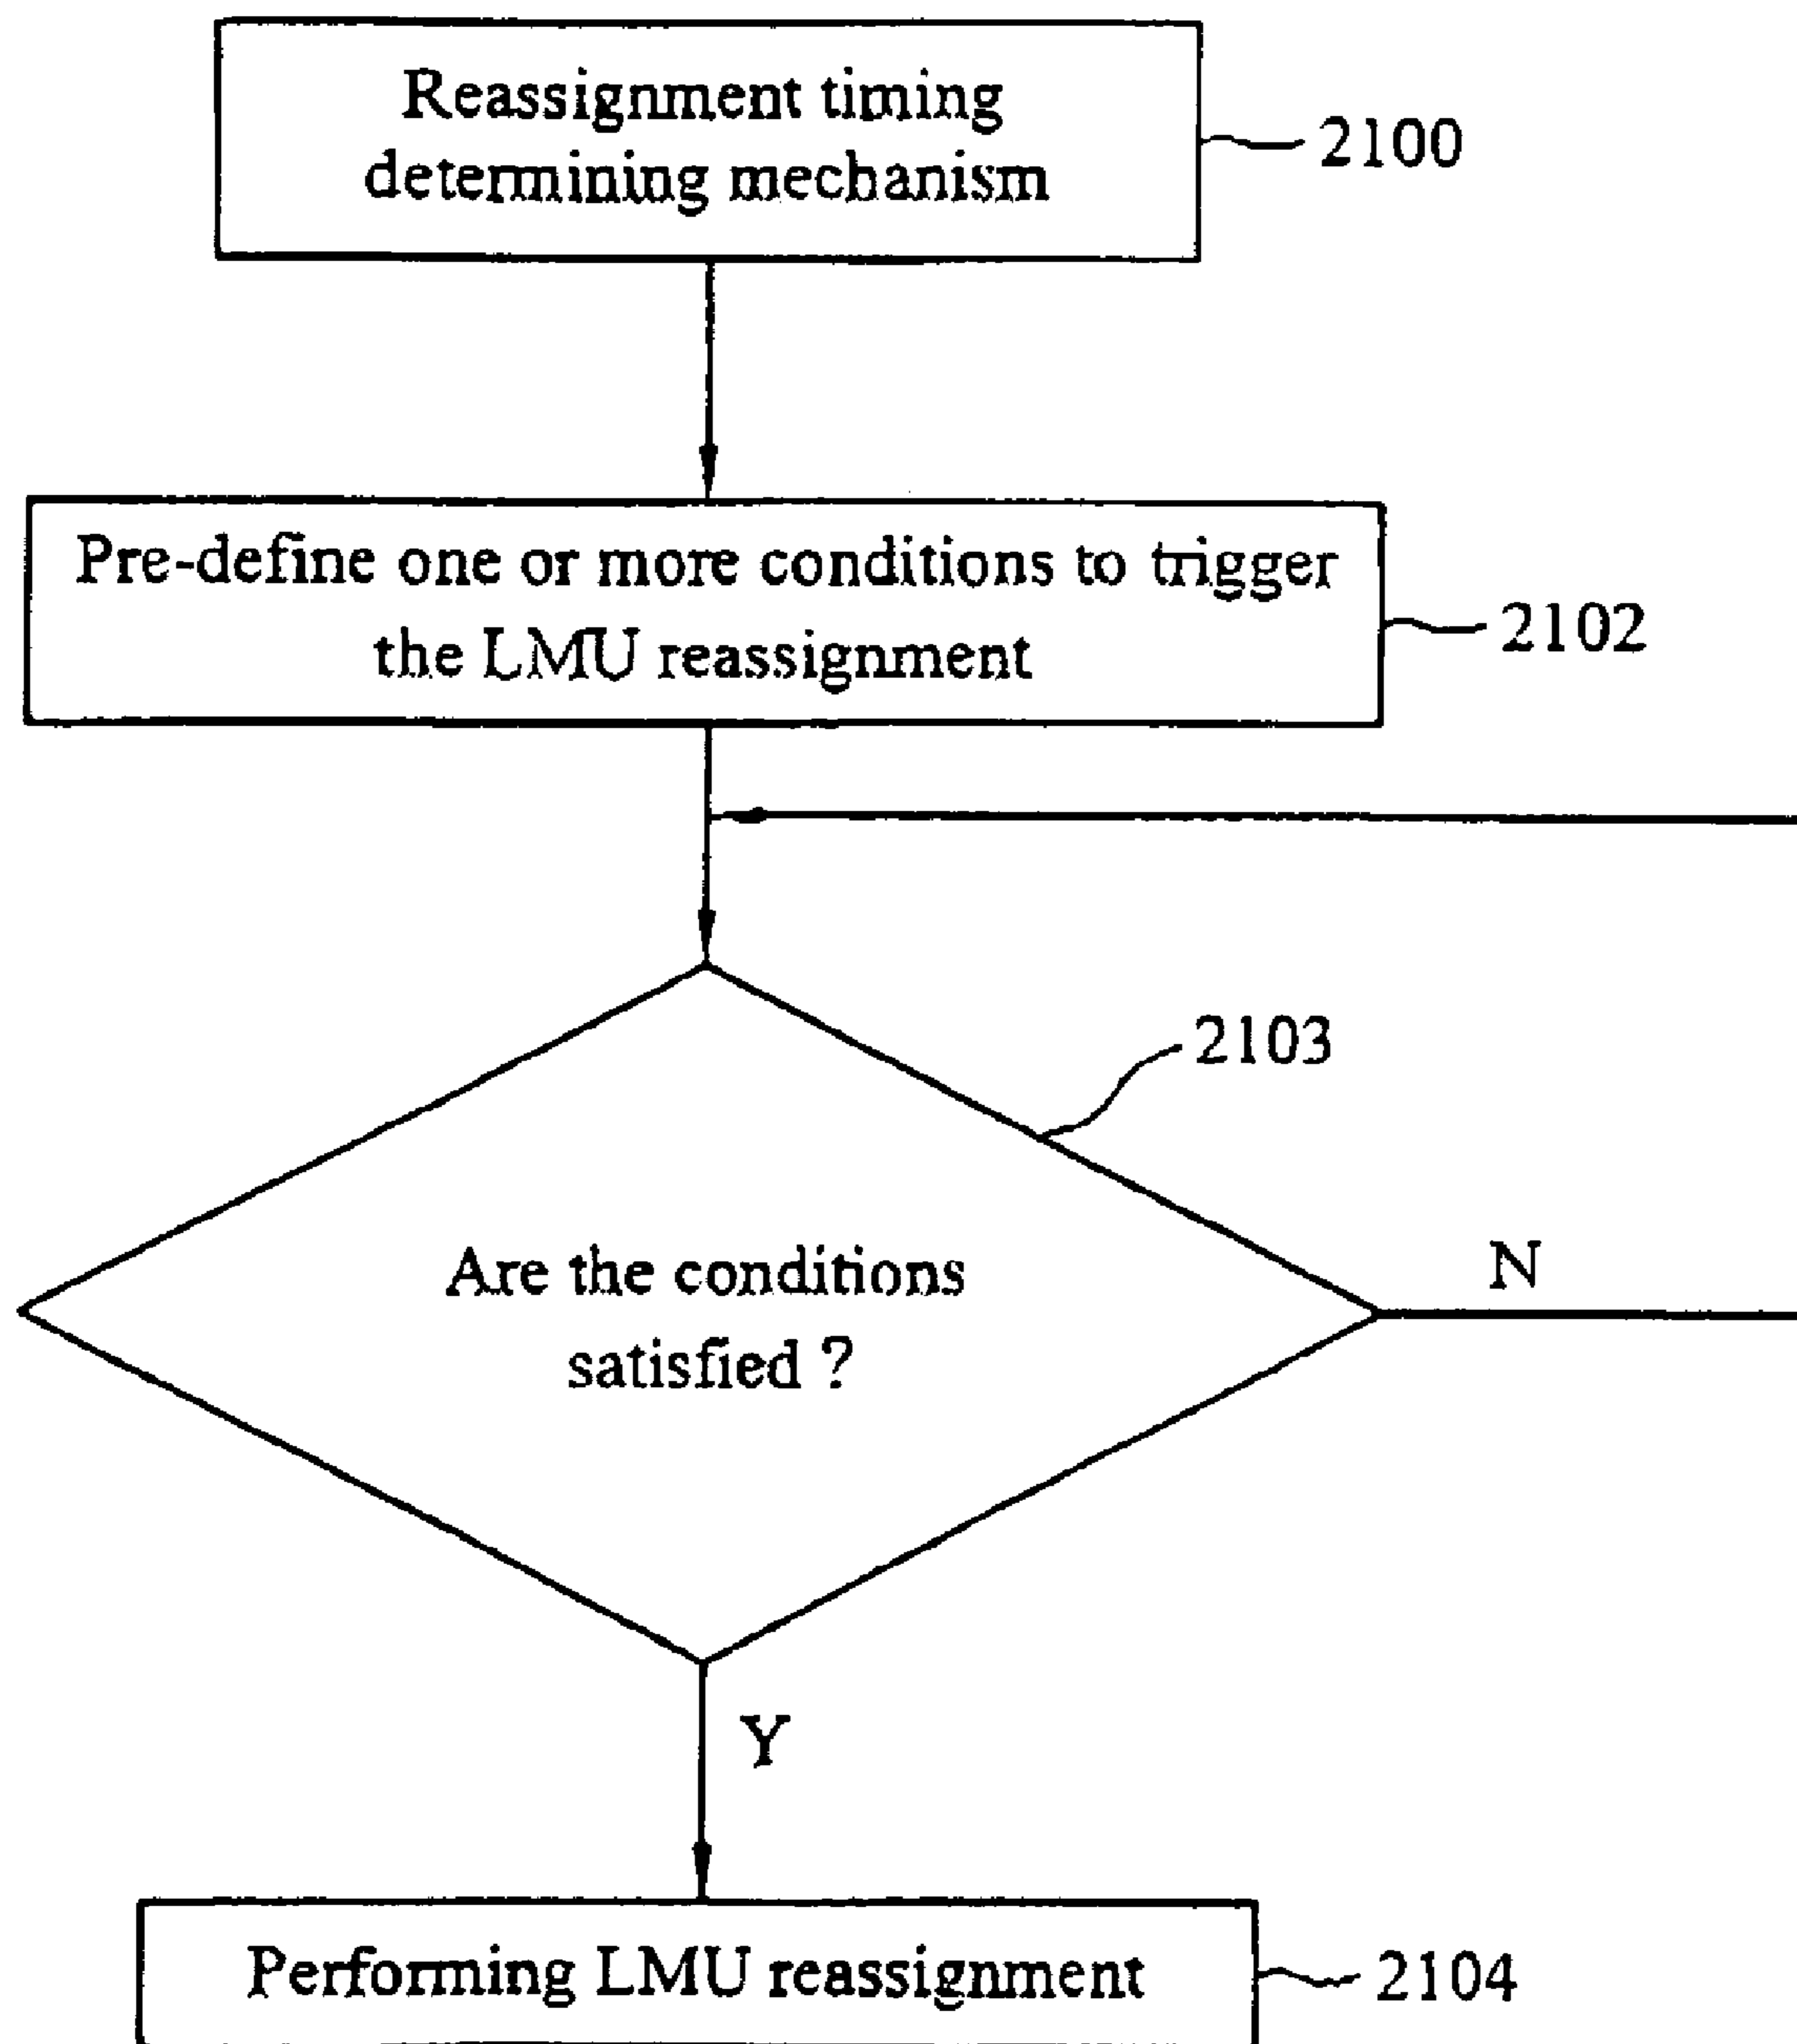 Reassignment timing
determining mechanism
2100
Pre-define one or more conditions to trigger
the LMU reassignment
2102
2103
Are the conditions
satisfied ?
N
Y
Performing LMU reassignment
2104